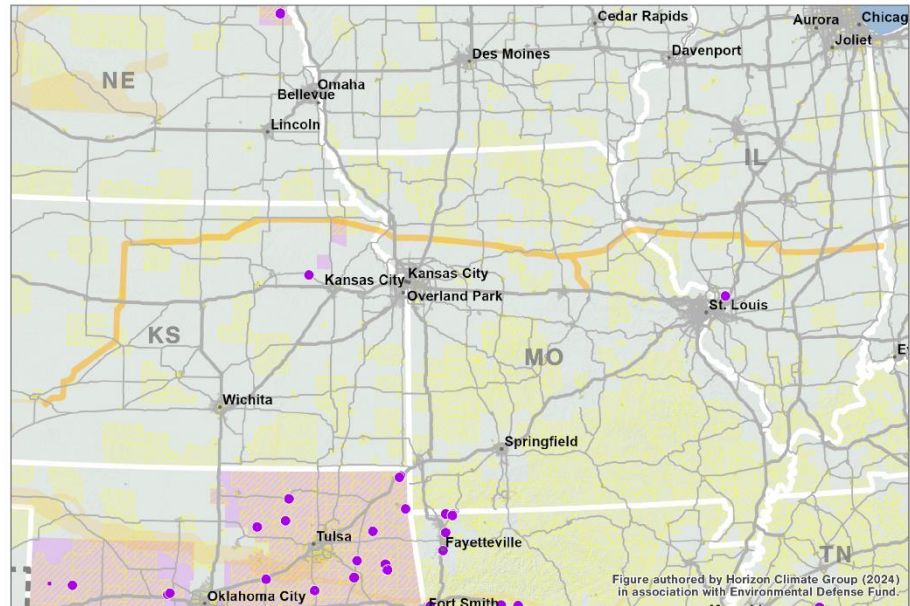 Cedar Rapids
Aurora
Chicag
Joliet
Des Moines
Davenport
NE
Omaha
Bellevue
Lincoln
IL
Kansas City
Kansas City
Overland Park
St. Louis
KS
MO
E
Wichita
Springfield
Tulsa
Fayetteville
TN
Figure authored by Horizon Climate Group (2024)
in association with Environmental Defense Fund.
Oklahoma City
Fort Smith